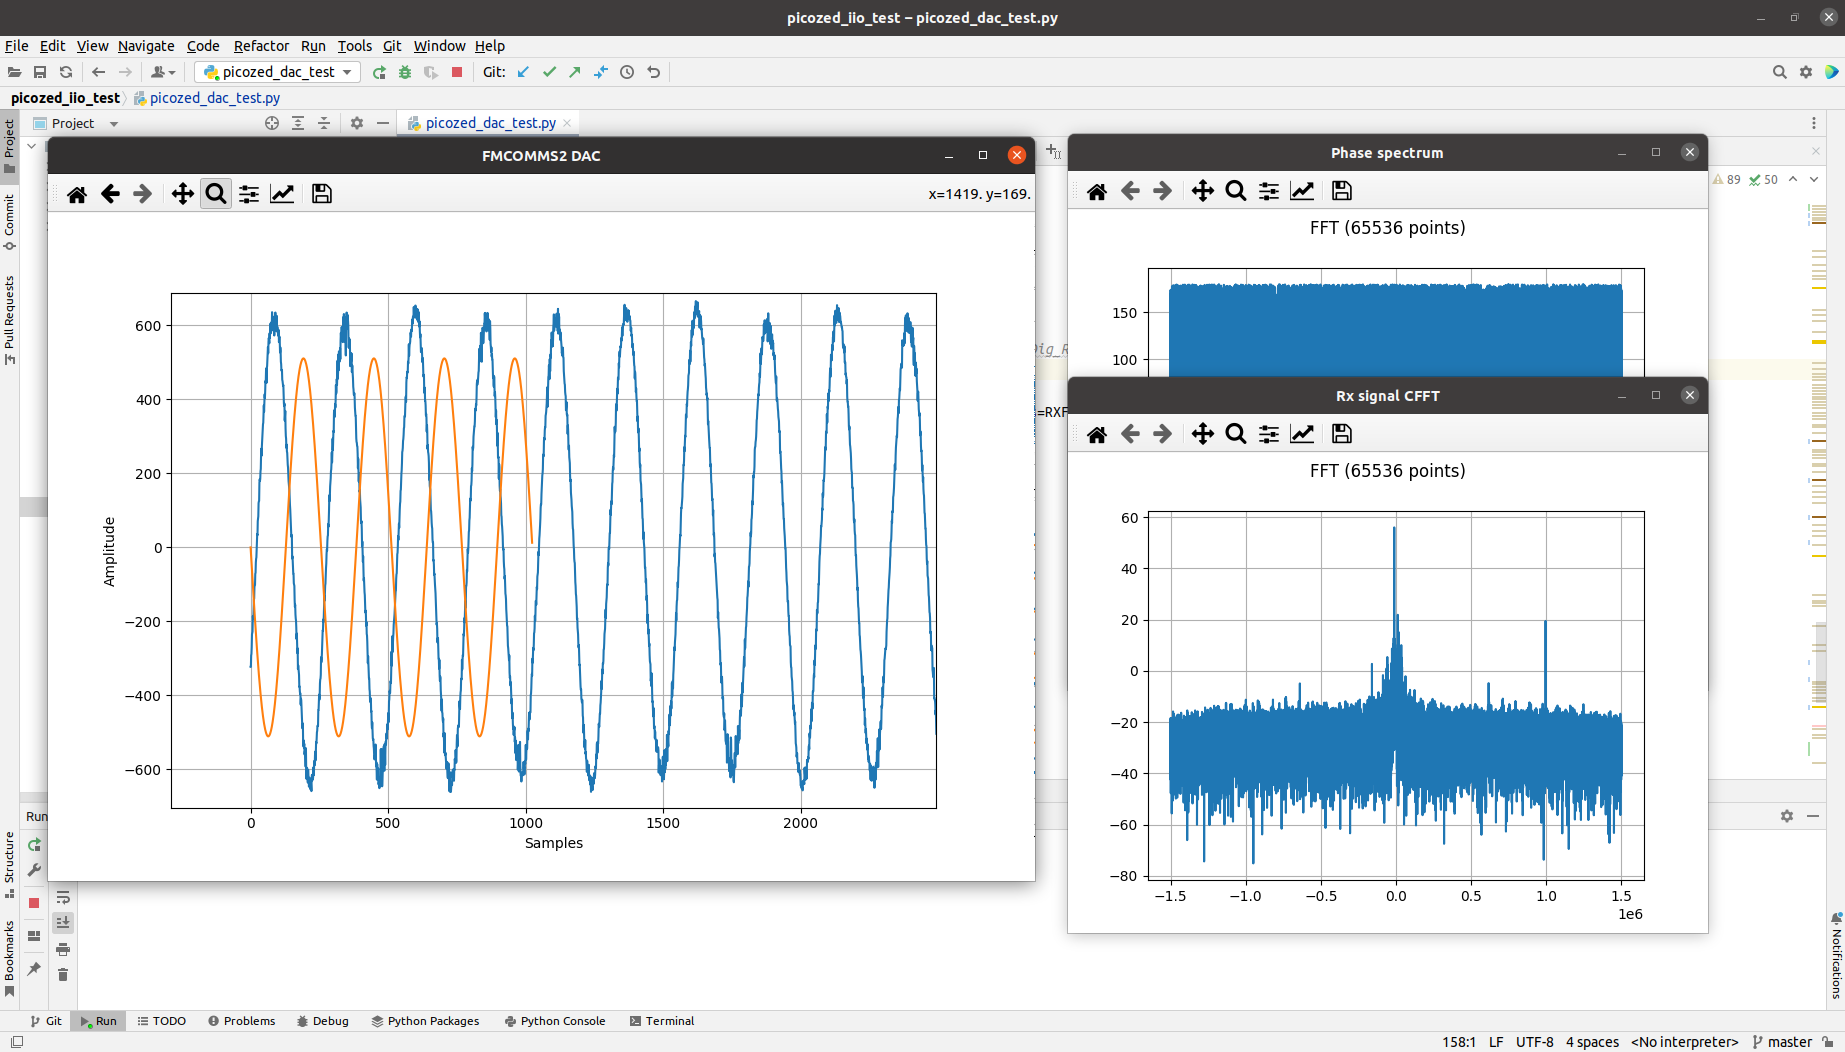 picozed_iio_test – picozed_dac_test.py
File Edit View Navigate Code Refactor Run Tools Git Window Help
picozed_dac_test Git:
picozed_iio_test picozed_dac_test.py
Project picozed_dac_test.py
Project
Commit
Pull Requests
Structure
Bookmarks
Notifications
FMCOMMS2 DAC
x=1419. y=169.
600
400
200
0
−200
−400
−600
Amplitude
0 500 1000 1500 2000
Samples
Phase spectrum
89 50
FFT (65536 points)
150
100
Rx signal CFFT
=RXF
FFT (65536 points)
60
40
20
0
−20
−40
−60
−80
−1.5 −1.0 −0.5 0.0 0.5 1.0 1.5
1e6
Run
Git Run TODO Problems Debug Python Packages Python Console Terminal
158:1 LF UTF-8 4 spaces <No interpreter> master